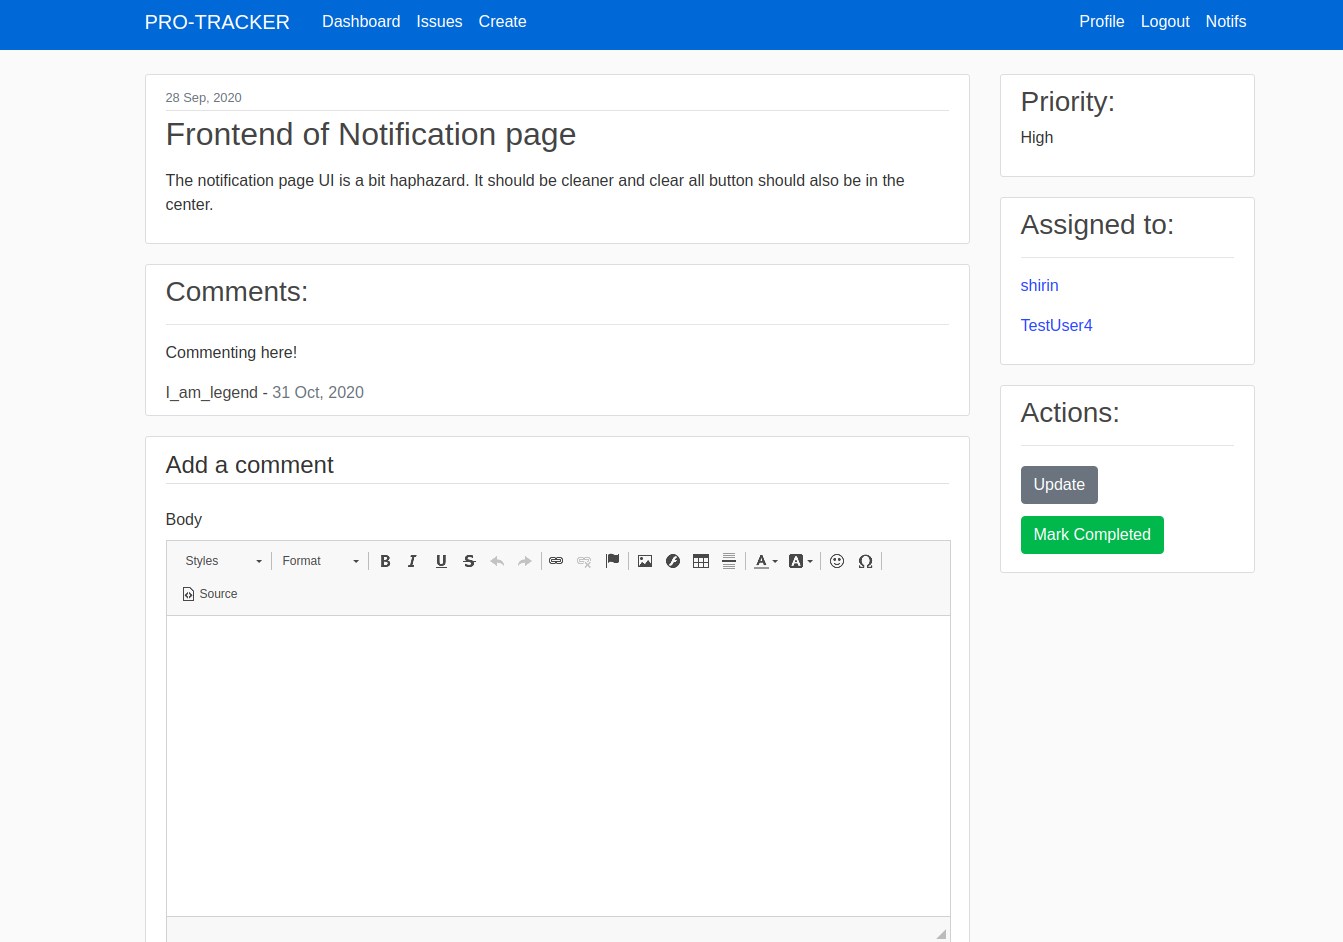 PRO-TRACKER Dashboard Issues Create Profile Logout Notifs
28 Sep, 2020
Frontend of Notification page
The notification page UI is a bit haphazard. It should be cleaner and clear all button should also be in the
center.
Comments:
Commenting here!
I_am_legend - 31 Oct, 2020
Add a comment
Body
Styles Format B I U S A A Ω
Source
Priority:
High
Assigned to:
shirin
TestUser4
Actions:
Update
Mark Completed